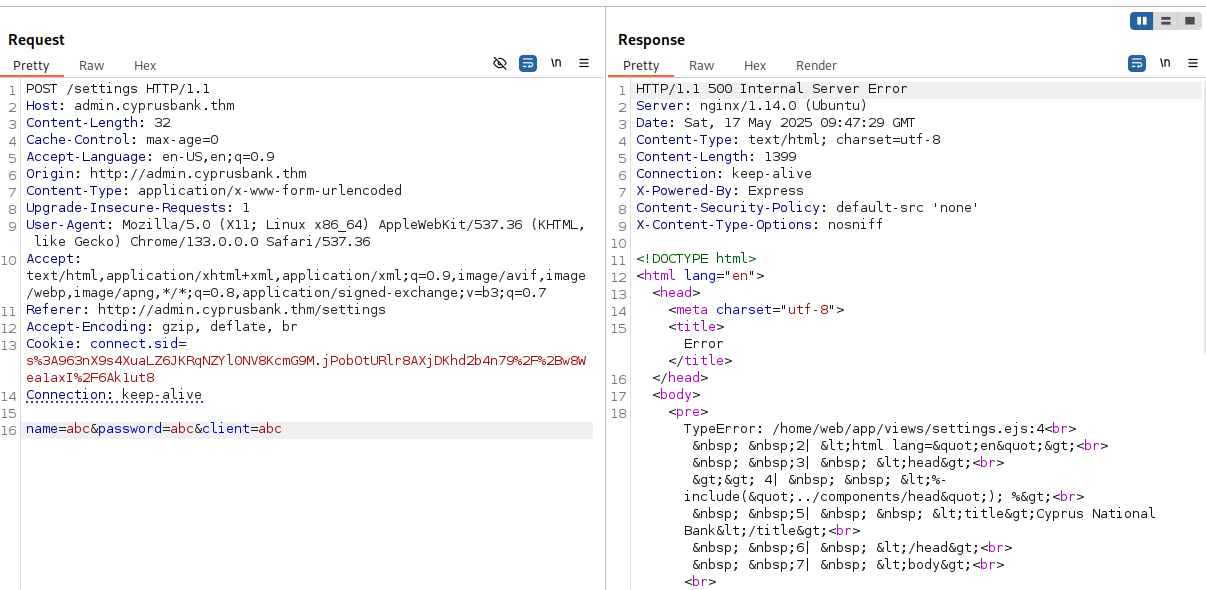 Request
Pretty Raw Hex
\n
1 POST /settings HTTP/1.1
2 Host: admin.cyprusbank.thm
3 Content-Length: 32
4 Cache-Control: max-age=0
5 Accept-Language: en-US,en;q=0.9
6 Origin: http://admin.cyprusbank.thm
7 Content-Type: application/x-www-form-urlencoded
8 Upgrade-Insecure-Requests: 1
9 User-Agent: Mozilla/5.0 (X11; Linux x86_64) AppleWebKit/537.36 (KHTML,
like Gecko) Chrome/133.0.0.0 Safari/537.36
10 Accept:
text/html,application/xhtml+xml,application/xml;q=0.9,image/avif,image
/webp,image/apng,*/*;q=0.8,application/signed-exchange;v=b3;q=0.7
11 Referer: http://admin.cyprusbank.thm/settings
12 Accept-Encoding: gzip, deflate, br
13 Cookie: connect.sid=
s%3A963nX9s4XuaLZ6JKRqNZYl0NV8KcmG9M.jPobOtURlr8AXjDKhd2b4n79%2F%2Bw8W
ea1axI%2F6Ak1ut8
14 Connection: keep-alive
15
16 name=abc&password=abc&client=abc
Response
Pretty Raw Hex Render
\n
1 HTTP/1.1 500 Internal Server Error
2 Server: nginx/1.14.0 (Ubuntu)
3 Date: Sat, 17 May 2025 09:47:29 GMT
4 Content-Type: text/html; charset=utf-8
5 Content-Length: 1399
6 Connection: keep-alive
7 X-Powered-By: Express
8 Content-Security-Policy: default-src 'none'
9 X-Content-Type-Options: nosniff
10
11 <!DOCTYPE html>
12 <html lang="en">
13 <head>
14 <meta charset="utf-8">
15 <title>
Error
</title>
16 </head>
17 <body>
18 <pre>
TypeError: /home/web/app/views/settings.ejs:4<br>
&nbsp; &nbsp;2| &lt;html lang=&quot;en&quot;&gt;<br>
&nbsp; &nbsp;3| &nbsp; &lt;head&gt;<br>
&gt;&gt; 4| &nbsp; &nbsp; &lt;%-
include(&quot;../components/head&quot;); %&gt;<br>
&nbsp; &nbsp;5| &nbsp; &nbsp; &lt;title&gt;Cyprus National
Bank&lt;/title&gt;<br>
&nbsp; &nbsp;6| &nbsp; &lt;/head&gt;<br>
&nbsp; &nbsp;7| &nbsp; &lt;body&gt;<br>
<br>